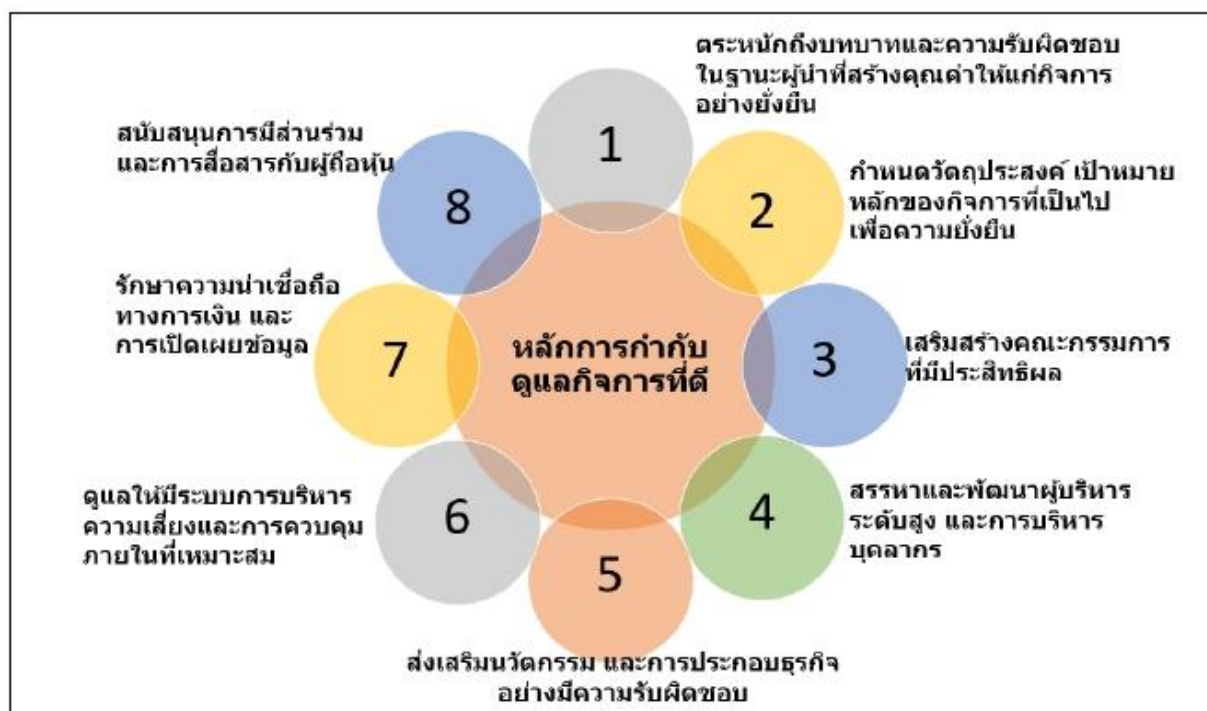 ตระหนักถึงบทบาทและความรับผิดชอบ
ในฐานะผู้นำที่สร้างคุณค่าให้แก่กิจการ
อย่างยั่งยืน
1
กำหนดวัตถุประสงค์ เป้าหมาย
หลักของกิจการที่เป็นไป
เพื่อความยั่งยืน
2
เสริมสร้างคณะกรรมการ
ที่มีประสิทธิผล
3
สรรหาและพัฒนาผู้บริหาร
ระดับสูง และการบริหาร
บุคลากร
4
ส่งเสริมนวัตกรรม และการประกอบธุรกิจ
อย่างมีความรับผิดชอบ
5
ดูแลให้มีระบบการบริหาร
ความเสี่ยงและการควบคุม
ภายในที่เหมาะสม
6
รักษาความน่าเชื่อถือ
ทางการเงิน และ
การเปิดเผยข้อมูล
7
สนับสนุนการมีส่วนร่วม
และการสื่อสารกับผู้ถือหุ้น
8
หลักการกำกับ
ดูแลกิจการที่ดี